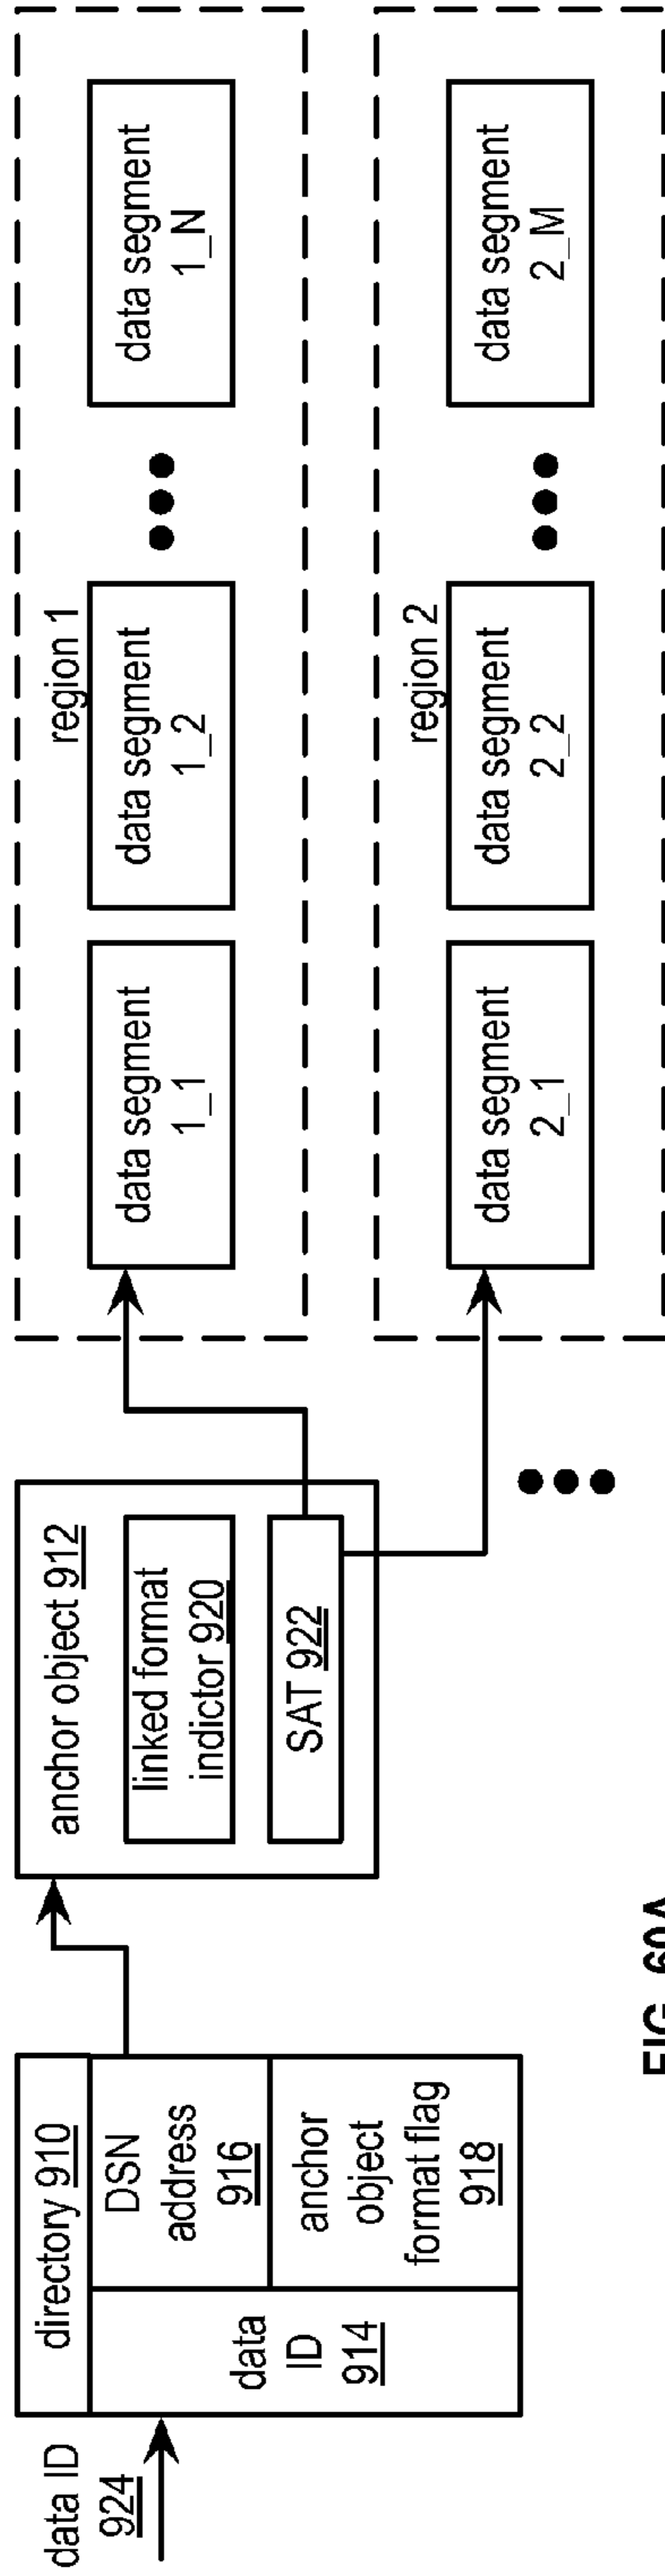 data ID
924
directory 910
data
ID
914
DSN
address
916
anchor
object
format flag
918
anchor object 912
linked format
indictor 920
SAT 922
region 1
data segment
1_1
data segment
1_2
data segment
1_N
region 2
data segment
2_1
data segment
2_2
data segment
2_M